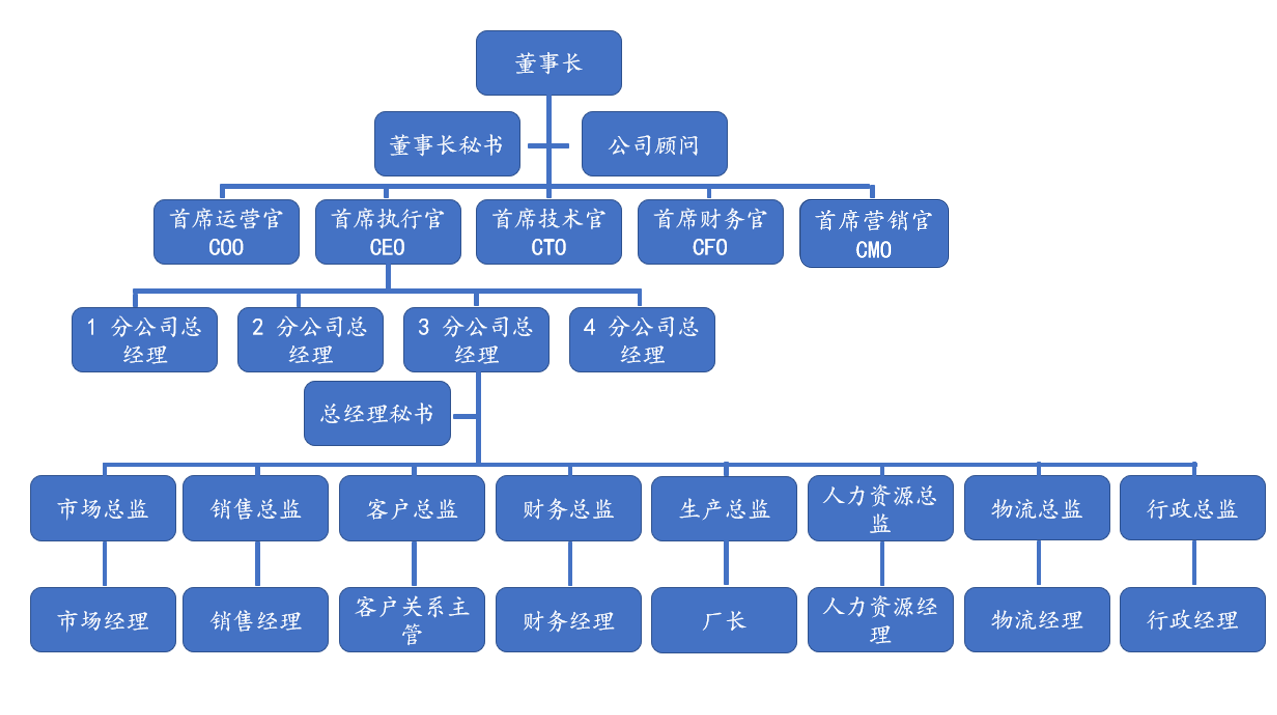 董事长
董事长秘书
公司顾问
首席运营官
COO
首席执行官
CEO
首席技术官
CTO
首席财务官
CFO
首席营销官
CMO
1 分公司总
经理
2 分公司总
经理
3 分公司总
经理
4 分公司总
经理
总经理秘书
市场总监
销售总监
客户总监
财务总监
生产总监
人力资源总
监
物流总监
行政总监
市场经理
销售经理
客户关系主
管
财务经理
厂长
人力资源经
理
物流经理
行政经理